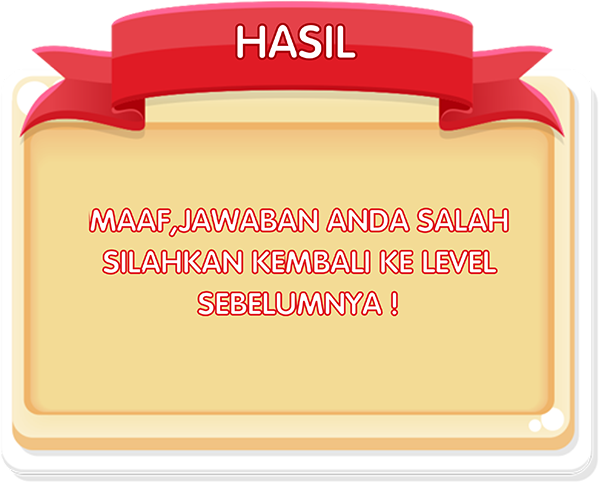 HASIL
MAAF,JAWABAN ANDA SALAH
SILAHKAN KEMBALI KE LEVEL
SEBELUMNYA !